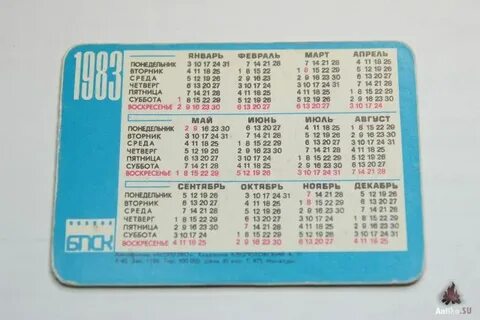 1983
ЯНВАРЬ ФЕВРАЛЬ МАРТ АПРЕЛЬ
ПОНЕДЕЛЬНИК 3 10 17 24 31 7 14 21 28 7 14 21 28 4 11 18 25
ВТОРНИК 4 11 18 25 1 8 15 22 1 8 15 22 29 5 12 19 26
СРЕДА 5 12 19 26 2 9 16 23 2 9 16 23 30 6 13 20 27
ЧЕТВЕРГ 6 13 20 27 3 10 17 24 3 10 17 24 31 7 14 21 28
ПЯТНИЦА 7 14 21 28 4 11 18 25 4 11 18 25 1 8 15 22 29
СУББОТА 1 8 15 22 29 5 12 19 26 5 12 19 26 2 9 16 23 30
ВОСКРЕСЕНЬЕ 2 9 16 23 30 6 13 20 27 6 13 20 27 3 10 17 24
МАЙ ИЮНЬ ИЮЛЬ АВГУСТ
ПОНЕДЕЛЬНИК 2 9 16 23 30 6 13 20 27 4 11 18 25 1 8 15 22 29
ВТОРНИК 3 10 17 24 31 7 14 21 28 5 12 19 26 2 9 16 23 30
СРЕДА 4 11 18 25 1 8 15 22 29 6 13 20 27 3 10 17 24 31
ЧЕТВЕРГ 5 12 19 26 2 9 16 23 30 7 14 21 28 4 11 18 25
ПЯТНИЦА 6 13 20 27 3 10 17 24 1 8 15 22 29 5 12 19 26
СУББОТА 7 14 21 28 4 11 18 25 2 9 16 23 30 6 13 20 27
ВОСКРЕСЕНЬЕ 1 8 15 22 29 5 12 19 26 3 10 17 24 31 7 14 21 28
СЕНТЯБРЬ ОКТЯБРЬ НОЯБРЬ ДЕКАБРЬ
ПОНЕДЕЛЬНИК 5 12 19 26 3 10 17 24 31 7 14 21 28 5 12 19 26
ВТОРНИК 6 13 20 27 4 11 18 25 1 8 15 22 29 6 13 20 27
СРЕДА 7 14 21 28 5 12 19 26 2 9 16 23 30 7 14 21 28
ЧЕТВЕРГ 1 8 15 22 29 6 13 20 27 3 10 17 24 1 8 15 22 29
ПЯТНИЦА 2 9 16 23 30 7 14 21 28 4 11 18 25 2 9 16 23 30
СУББОТА 3 10 17 24 1 8 15 22 29 5 12 19 26 3 10 17 24 31
ВОСКРЕСЕНЬЕ 4 11 18 25 2 9 16 23 30 6 13 20 27 4 11 18 25
БПСК
Antiko.SU